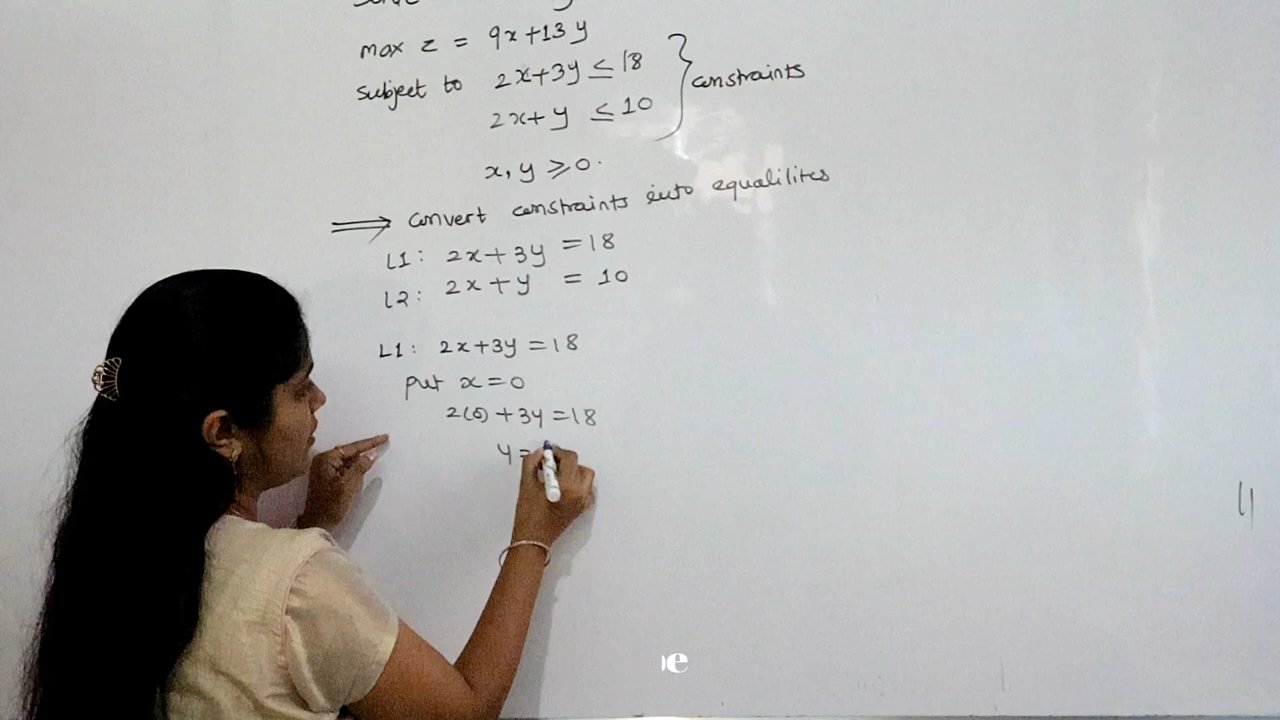 max z = 9x+13y
subject to 2x+3y ≤ 18
2x+y ≤ 10
constraints
x, y ≥ 0.
⟹ convert constraints into equalilites
L1: 2x+3y = 18
L2: 2x+y = 10
L1: 2x+3y = 18
put x=0
2(0)+3y=18
y=